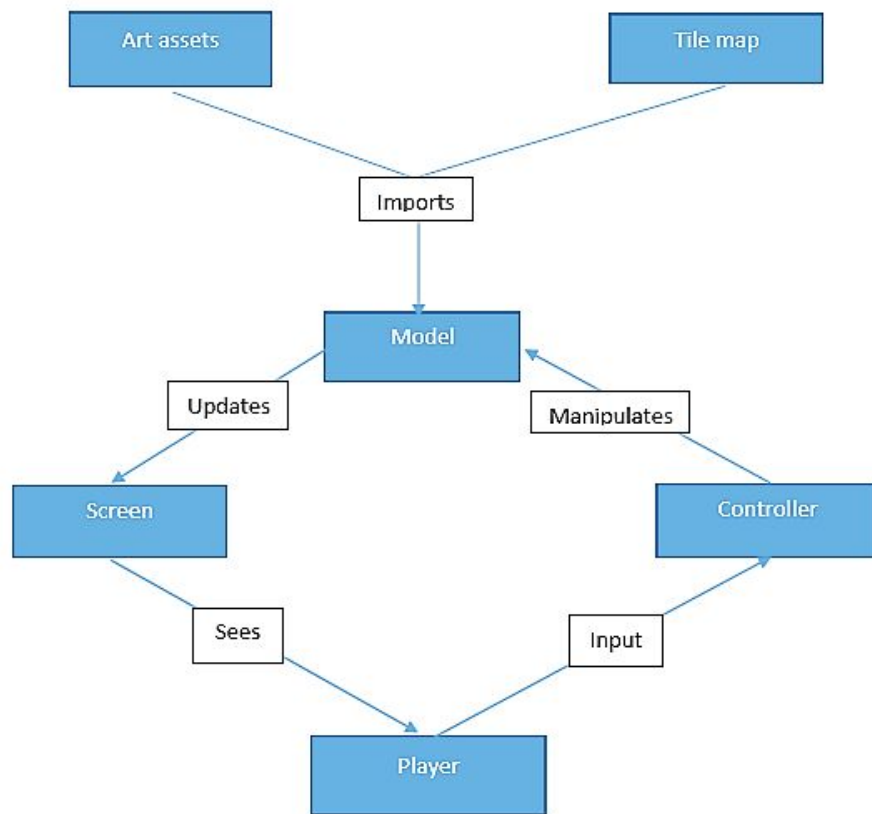 Art assets
Tile map
Imports
Model
Updates
Manipulates
Screen
Controller
Sees
Input
Player